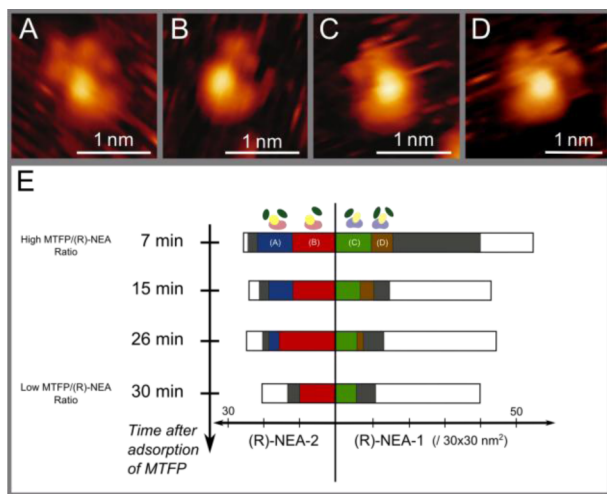 A
B
C
D
1 nm
1 nm
1 nm
1 nm
E
High MTFP/(R)-NEA
Ratio
7 min
(A)
(B)
(C)
(D)
15 min
26 min
Low MTFP/(R)-NEA
Ratio
30 min
30
50
Time after
adsorption
of MTFP
(R)-NEA-2
(R)-NEA-1 (/ 30x30 nm²)